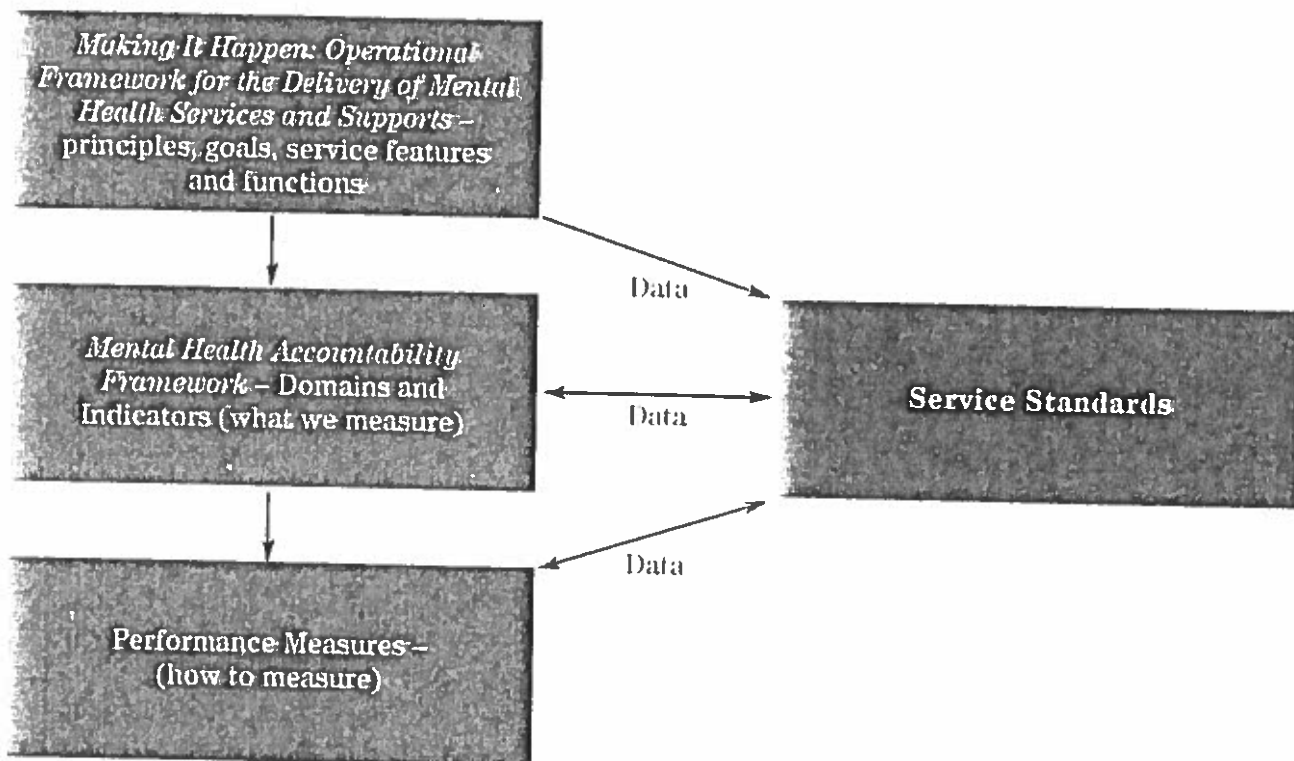 Making It Happen: Operational
Framework for the Delivery of Mental
Health Services and Supports –
principles, goals, service features
and functions
Data
Mental Health Accountability
Framework – Domains and
Indicators (what we measure)
Data
Service Standards
Data
Performance Measures –
(how to measure)